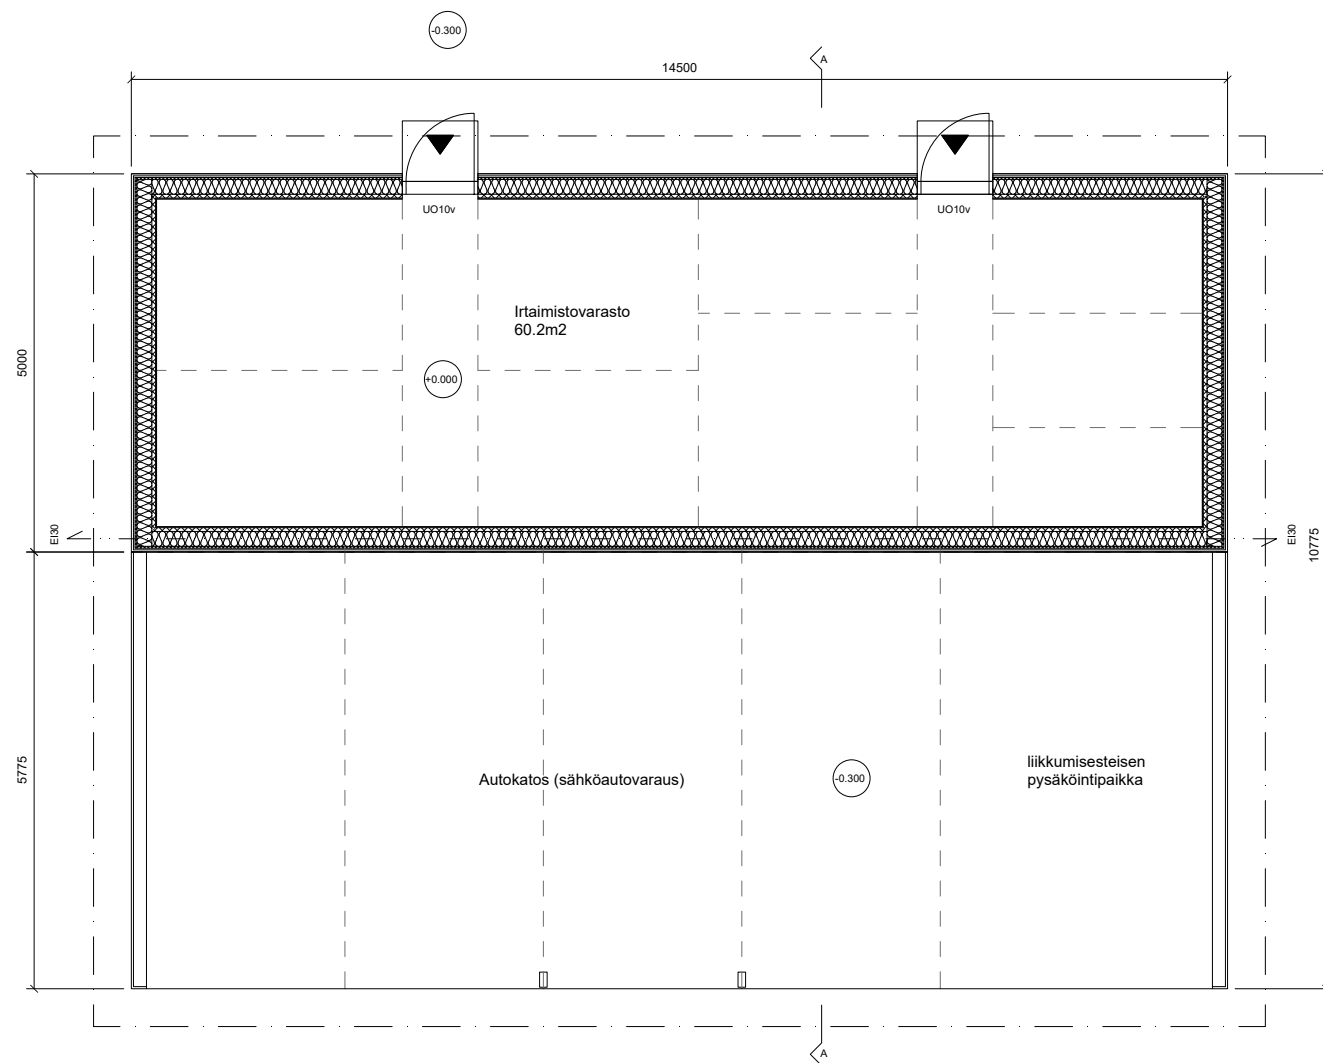 -0.300
A
14500
UO10v
UO10v
Irtaimistovarasto
60.2m2
5000
+0.000
EI30
EI30
10775
5775
Autokatos (sähköautovaraus)
-0.300
liikkumisesteisen
pysäköintipaikka
A